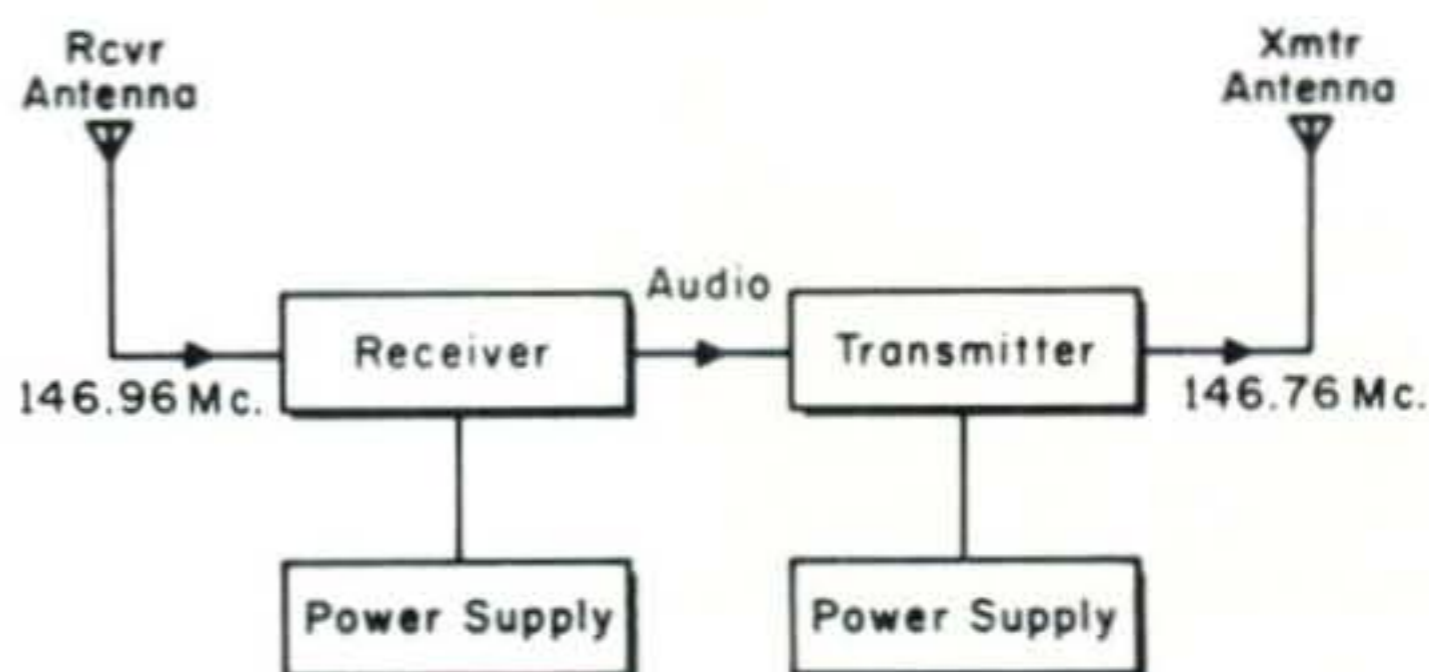 Rcvr
Antenna
Xmtr
Antenna
Audio
Receiver
Transmitter
146.96 Mc.
146.76 Mc.
Power Supply
Power Supply